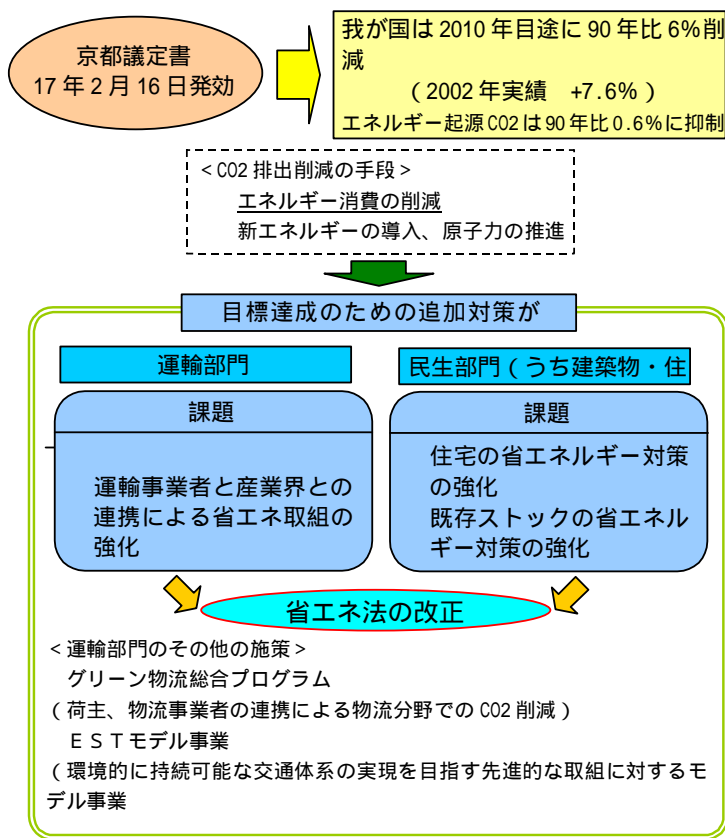 京都議定書
17年2月16日発効
我が国は2010年目途に90年比6%削
減
(2002年実績 +7.6%)
エネルギー起源CO2は90年比0.6%に抑制
<CO2排出削減の手段>
エネルギー消費の削減
新エネルギーの導入、原子力の推進
目標達成のための追加対策が
運輸部門
民生部門(うち建築物・住
課題
運輸事業者と産業界との
連携による省エネ取組の
強化
課題
住宅の省エネルギー対策
の強化
既存ストックの省エネル
ギー対策の強化
省エネ法の改正
<運輸部門のその他の施策>
グリーン物流総合プログラム
(荷主、物流事業者の連携による物流分野でのCO2削減)
ESTモデル事業
(環境的に持続可能な交通体系の実現を目指す先進的な取組に対するモ
デル事業